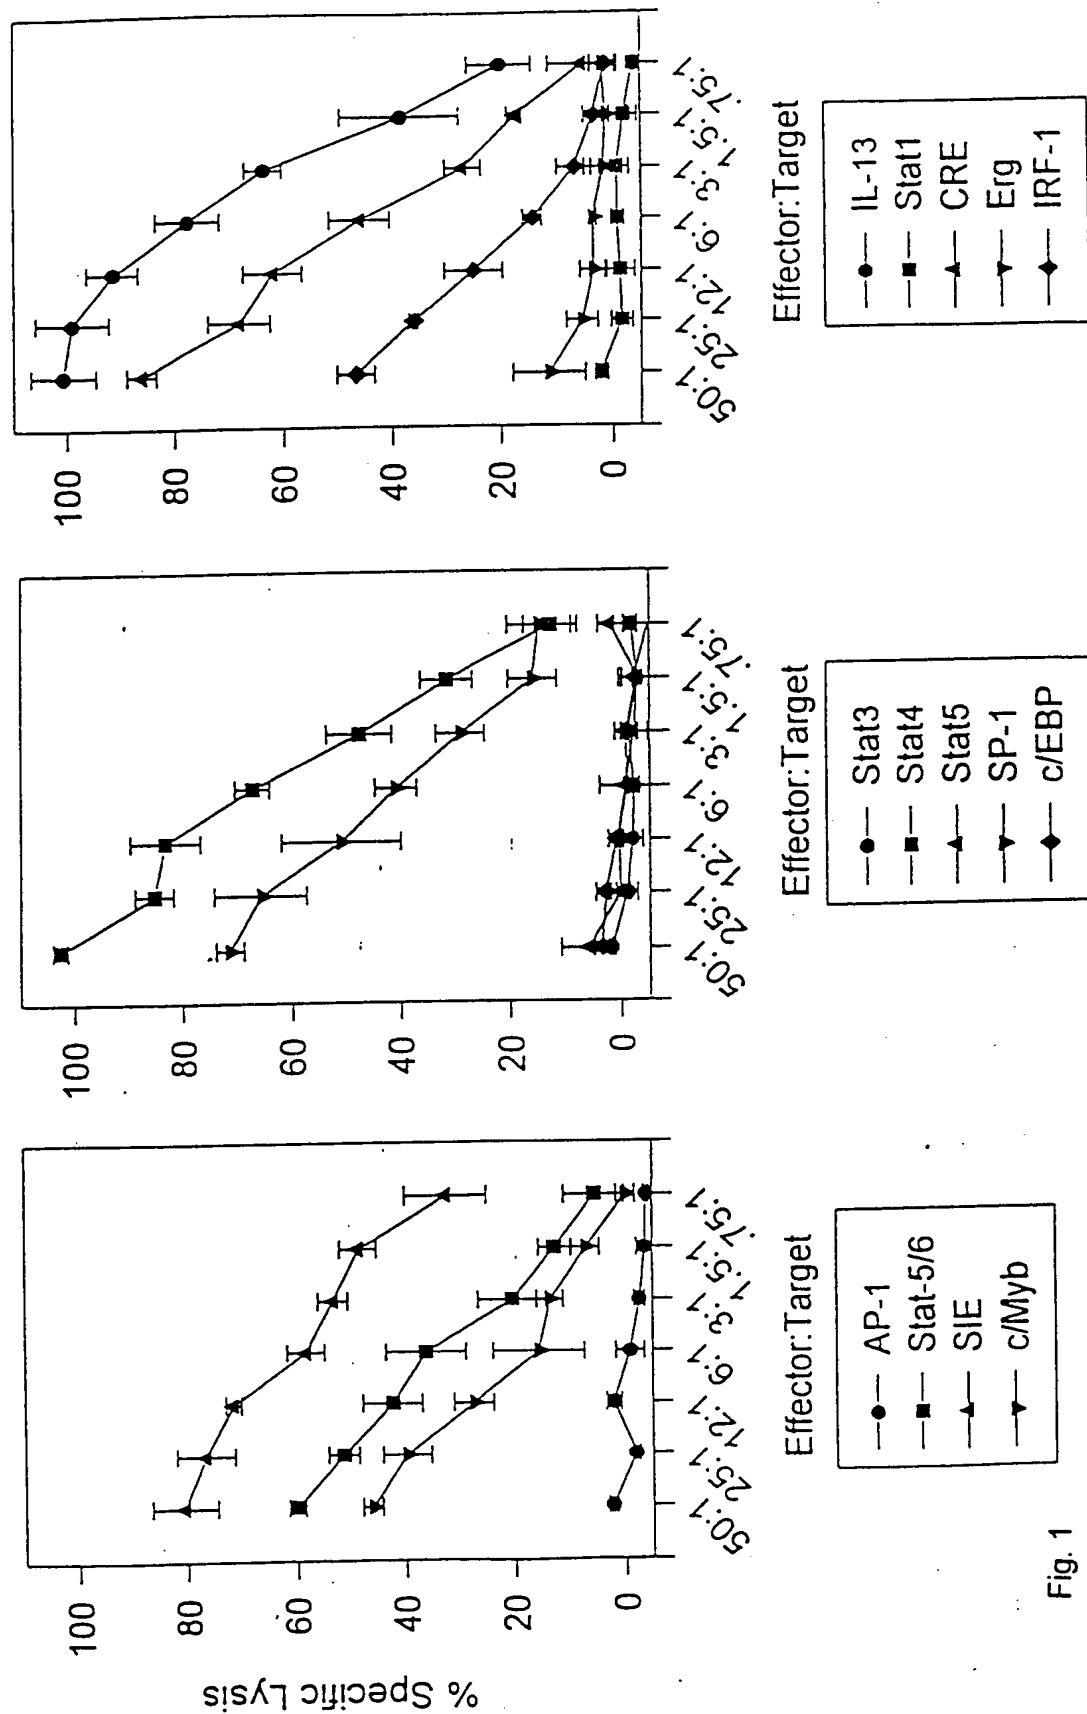 % Specific Lysis
100
80
60
40
20
0
50:1 25:1 12:1 6:1 3:1 1.5:1 .75:1
Effector:Target
AP-1
Stat-5/6
SIE
c/Myb
100
80
60
40
20
0
50:1 25:1 12:1 6:1 3:1 1.5:1 .75:1
Effector:Target
Stat3
Stat4
Stat5
SP-1
c/EBP
100
80
60
40
20
0
50:1 25:1 12:1 6:1 3:1 1.5:1 .75:1
Effector:Target
IL-13
Stat1
CRE
Erg
IRF-1
Fig. 1